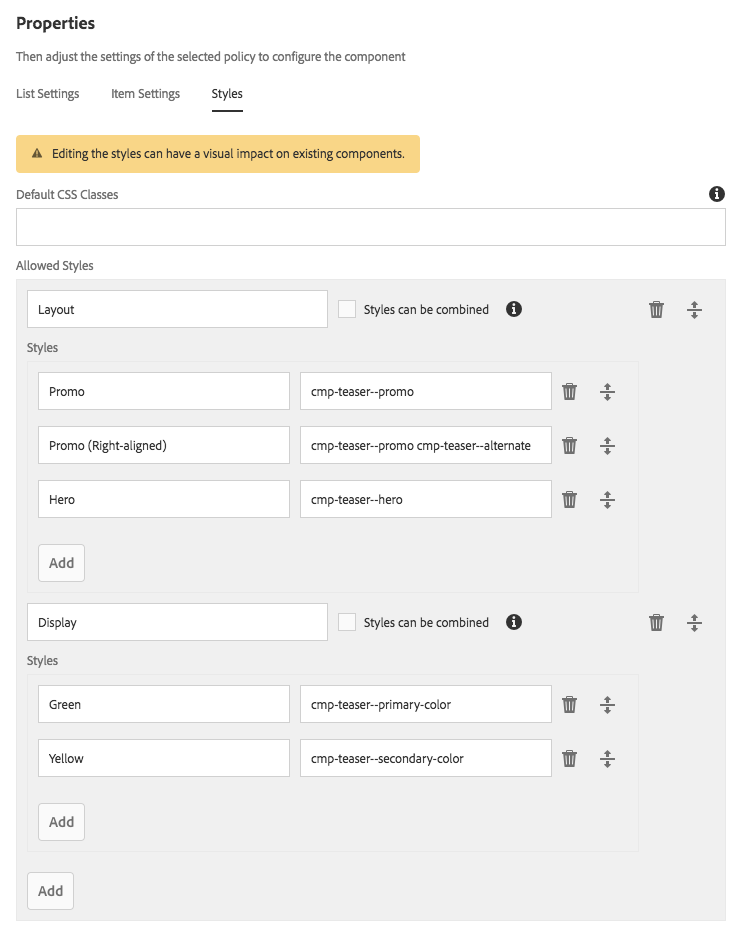 Properties
Then adjust the settings of the selected policy to configure the component
List Settings Item Settings Styles
Editing the styles can have a visual impact on existing components.
Default CSS Classes
Allowed Styles
Layout Styles can be combined
Styles
Promo cmp-teaser--promo
Promo (Right-aligned) cmp-teaser--promo cmp-teaser--alternate
Hero cmp-teaser--hero
Add
Display Styles can be combined
Styles
Green cmp-teaser--primary-color
Yellow cmp-teaser--secondary-color
Add
Add